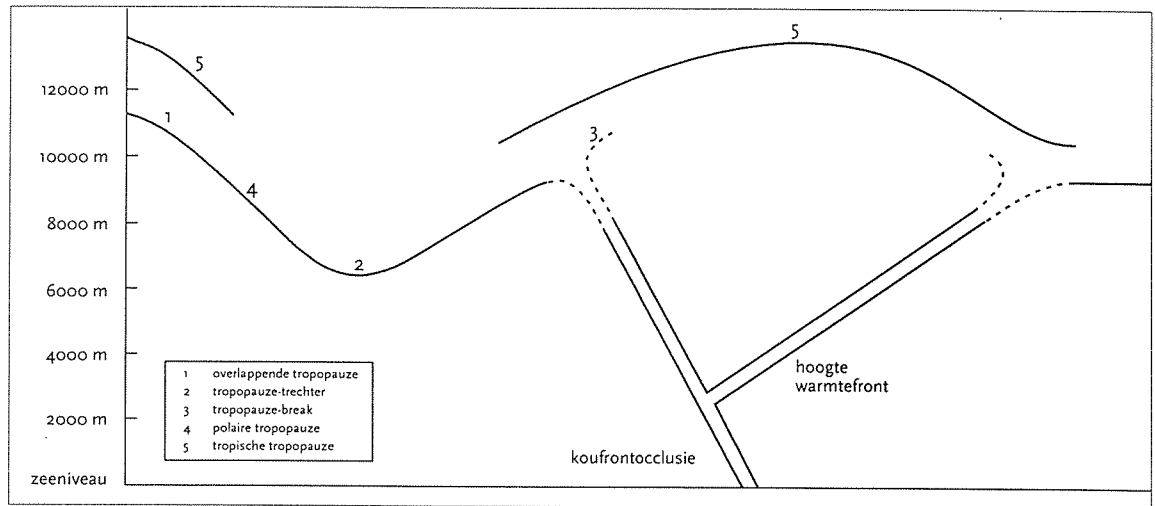 5
5
12000 m
1
3
10000 m
4
8000 m
2
6000 m
4000 m
hoogte
warmtefront
1 overlappende tropopauze
2 tropopauze-trechter
3 tropopauze-break
4 polaire tropopauze
5 tropische tropopauze
2000 m
koufrontocclusie
zeeniveau